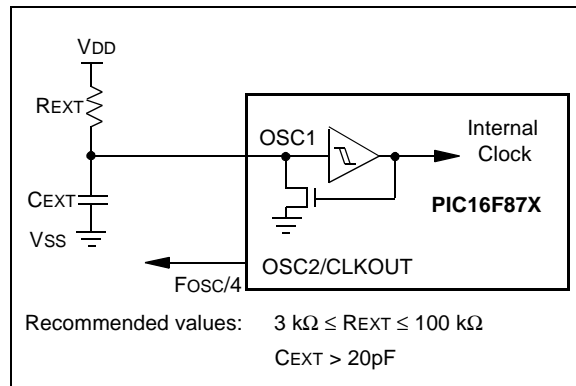 VDD
REXT
OSC1
Internal
Clock
CEXT
PIC16F87X
VSS
OSC2/CLKOUT
FOSC/4
Recommended values: 3 kΩ ≤ REXT ≤ 100 kΩ
CEXT > 20pF